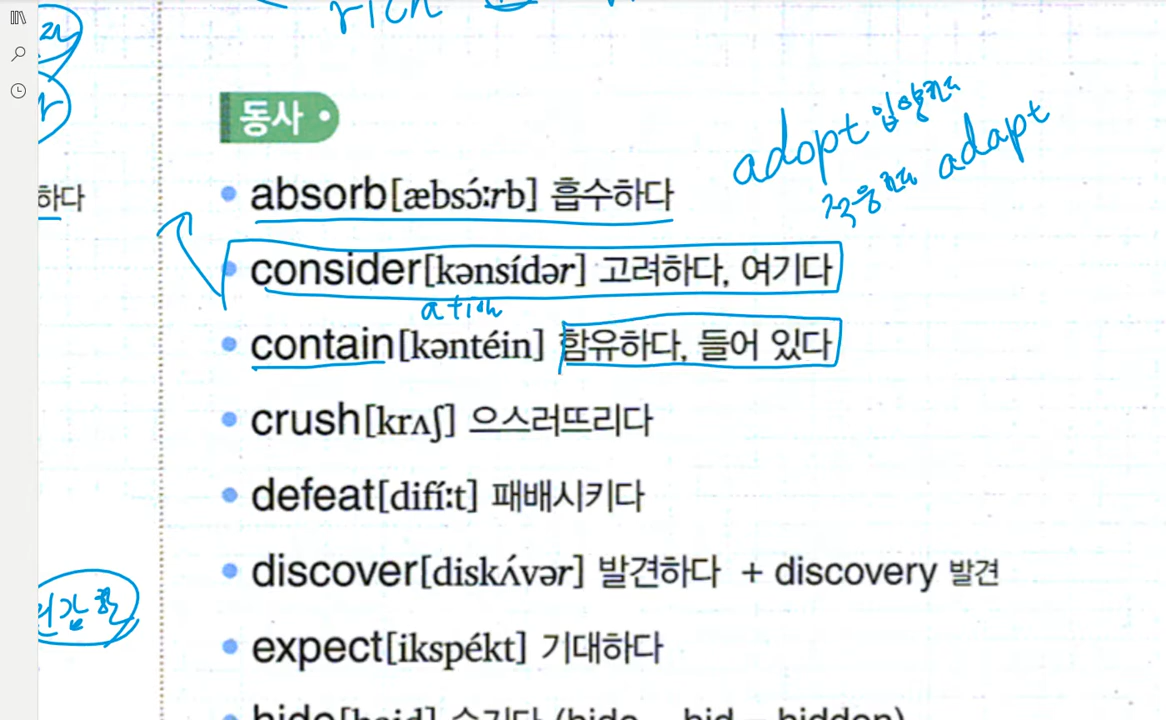 rich
동사
adopt 입양하다
적응하다 adapt
하다
absorb[æbsɔ́ːrb] 흡수하다
consider[kənsídər] 고려하다, 여기다
ation
contain[kəntéin] 함유하다, 들어 있다
crush[krʌʃ] 으스러뜨리다
defeat[difíːt] 패배시키다
discover[diskʌ́vər] 발견하다 + discovery 발견
expect[ikspékt] 기대하다